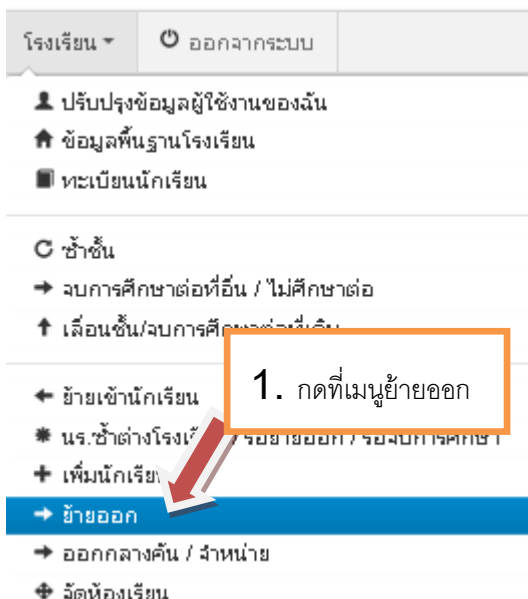 โรงเรียน
ออกจากระบบ
ปรับปรุงข้อมูลผู้ใช้งานของฉัน
ข้อมูลพื้นฐานโรงเรียน
ทะเบียนนักเรียน
ซ้ำชั้น
จบการศึกษาต่อที่อื่น / ไม่ศึกษาต่อ
เลื่อนชั้น/จบการศึกษาต่อที่เดิม
1. กดที่เมนูย้ายออก
ย้ายเข้านักเรียน
นร.ซ้ำต่างโรงเรียน / รอย้ายออก / รอจบการศึกษา
เพิ่มนักเรียน
ย้ายออก
ออกกลางคัน / จำหน่าย
จัดห้องเรียน